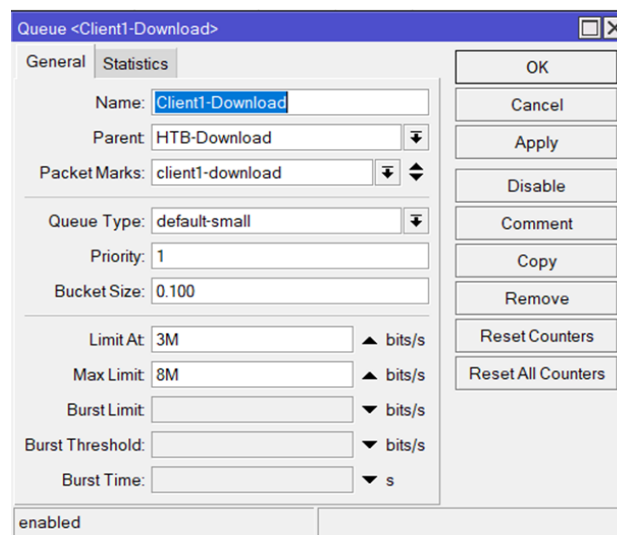 Queue <Client1-Download>
General Statistics
Name: Client1-Download
Parent: HTB-Download
Packet Marks: client1-download
Queue Type: default-small
Priority: 1
Bucket Size: 0.100
Limit At: 3M bits/s
Max Limit: 8M bits/s
Burst Limit: bits/s
Burst Threshold: bits/s
Burst Time: s
enabled
OK
Cancel
Apply
Disable
Comment
Copy
Remove
Reset Counters
Reset All Counters